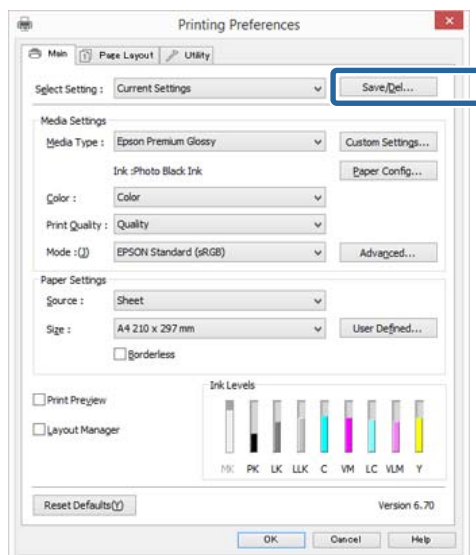 Printing Preferences
Main Page Layout Utility
Select Setting : Current Settings Save/Del...
Media Settings
Media Type : Epson Premium Glossy Custom Settings...
Ink :Photo Black Ink Paper Config...
Color : Color
Print Quality : Quality
Mode :(J) EPSON Standard (sRGB) Advanced...
Paper Settings
Source : Sheet
Size : A4 210 x 297 mm User Defined...
Borderless
Ink Levels
Print Preview
Layout Manager
MK PK LK LLK C VM LC VLM Y
Reset Defaults(Y) Version 6.70
OK Cancel Help